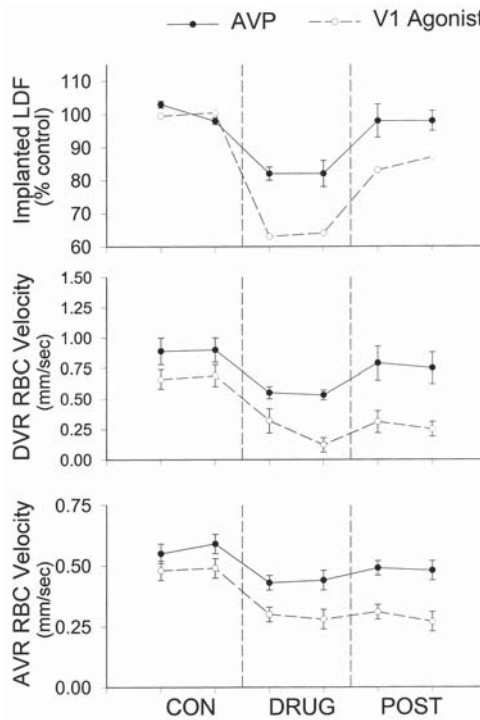 AVP V1 Agonist
Implanted LDF
(% control)
110
100
90
80
70
60
DVR RBC Velocity
(mm/sec)
1.50
1.25
1.00
0.75
0.50
0.25
0.00
AVR RBC Velocity
(mm/sec)
0.75
0.50
0.25
0.00
CON DRUG POST